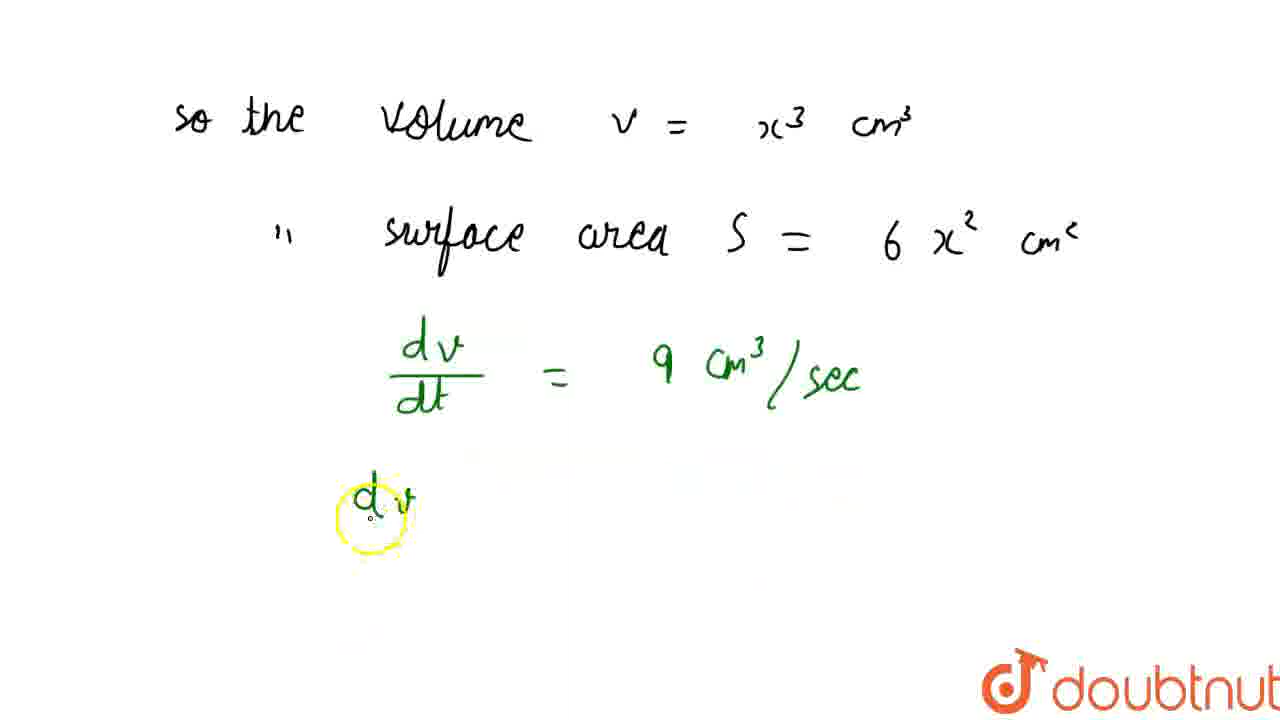 so the volume v = x³ cm³
" surface area S = 6 x² cm²
dv
dt = 9 cm³ / sec
dv
doubtnut